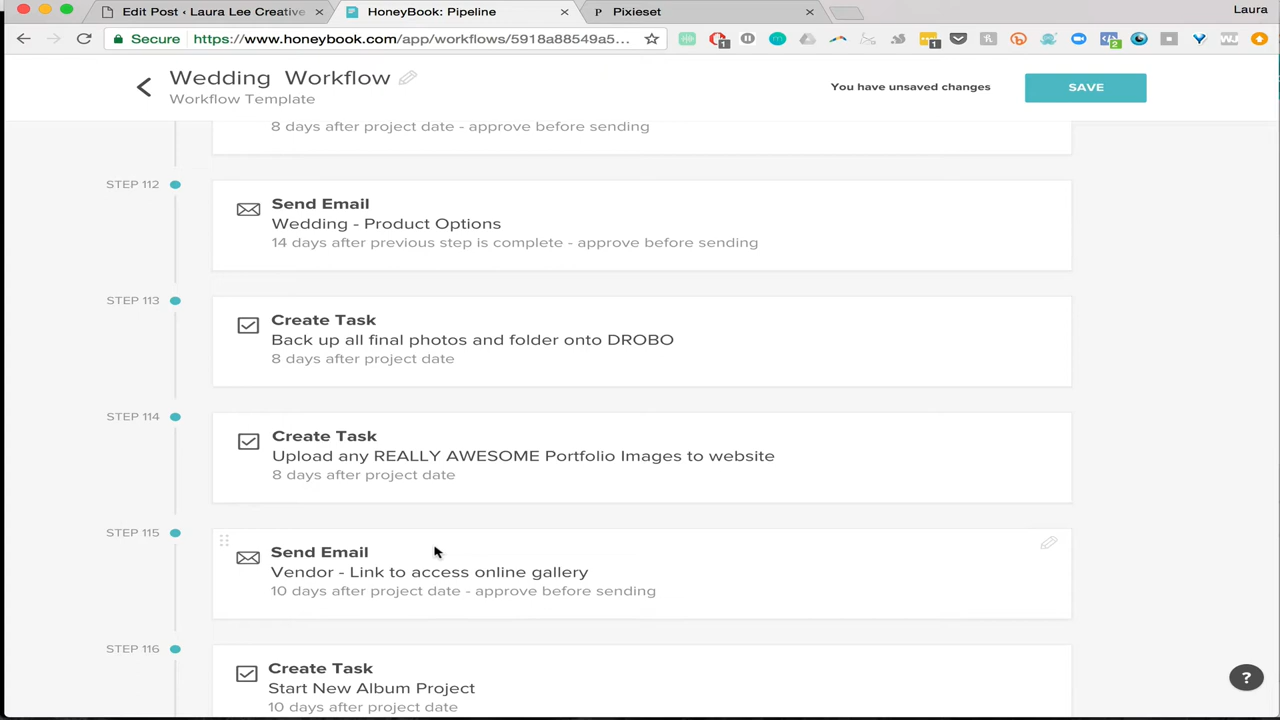 Edit Post ‹ Laura Lee Creative
HoneyBook: Pipeline
Pixieset
Laura
Secure
https://www.honeybook.com/app/workflows/5918a88549a5...
Wedding Workflow
Workflow Template
You have unsaved changes
SAVE
8 days after project date - approve before sending
STEP 112
Send Email
Wedding - Product Options
14 days after previous step is complete - approve before sending
STEP 113
Create Task
Back up all final photos and folder onto DROBO
8 days after project date
STEP 114
Create Task
Upload any REALLY AWESOME Portfolio Images to website
8 days after project date
STEP 115
Send Email
Vendor - Link to access online gallery
10 days after project date - approve before sending
STEP 116
Create Task
Start New Album Project
10 days after project date
?